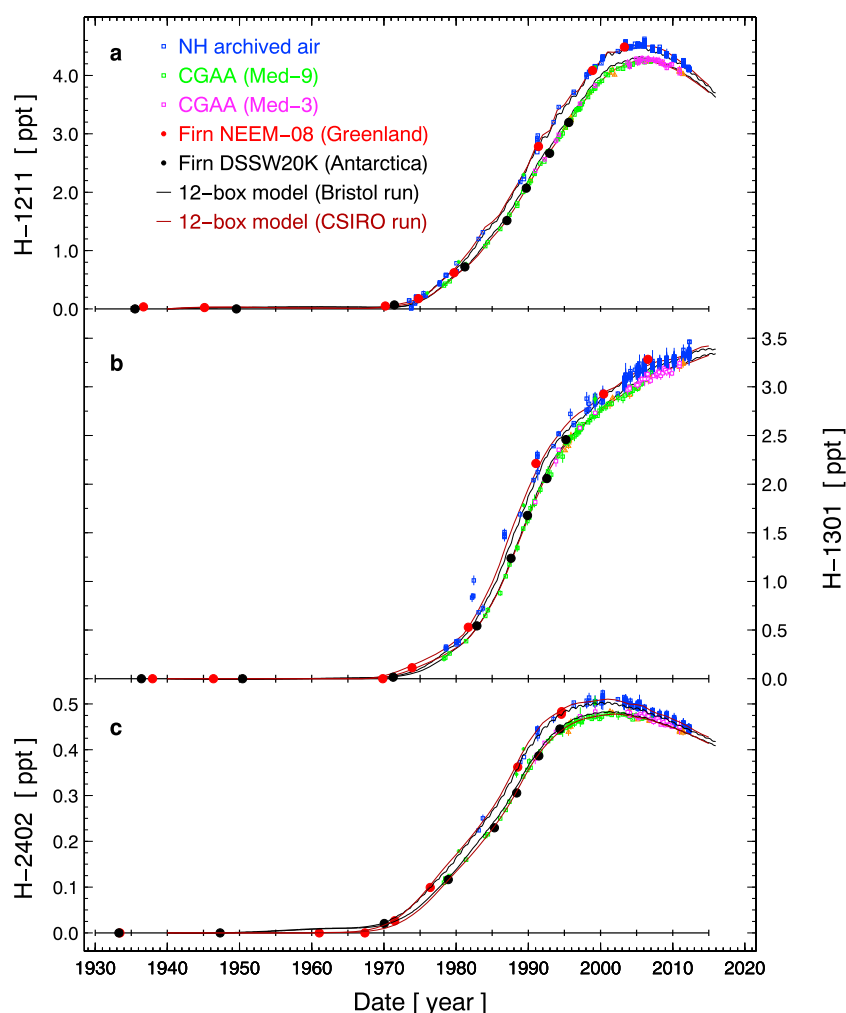 a
NH archived air
CGAA (Med−9)
CGAA (Med−3)
Firn NEEM−08 (Greenland)
Firn DSSW20K (Antarctica)
12−box model (Bristol run)
12−box model (CSIRO run)
H−1211 [ ppt ]
4.0
3.0
2.0
1.0
0.0
b
3.5
3.0
2.5
2.0
1.5
1.0
0.5
0.0
H−1301 [ ppt ]
c
H−2402 [ ppt ]
0.5
0.4
0.3
0.2
0.1
0.0
1930 1940 1950 1960 1970 1980 1990 2000 2010 2020
Date [ year ]